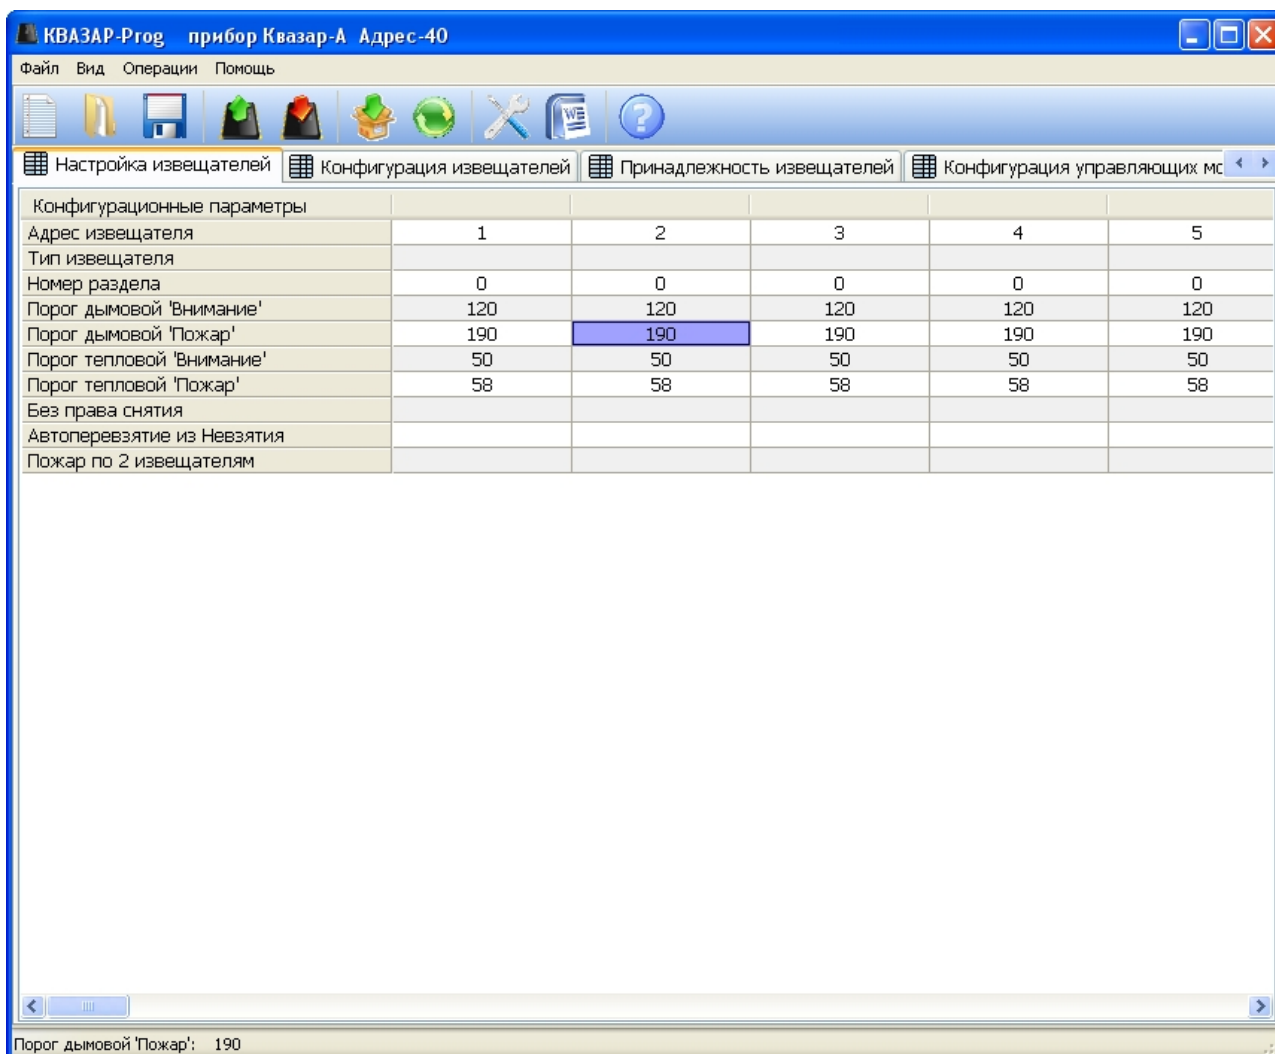 КВАЗАР-Prog прибор Квазар-А Адрес-40
Файл Вид Операции Помощь
Настройка извещателей Конфигурация извещателей Принадлежность извещателей Конфигурация управляющих мо
Конфигурационные параметры
Адрес извещателя 1 2 3 4 5
Тип извещателя
Номер раздела 0 0 0 0 0
Порог дымовой 'Внимание' 120 120 120 120 120
Порог дымовой 'Пожар' 190 190 190 190 190
Порог тепловой 'Внимание' 50 50 50 50 50
Порог тепловой 'Пожар' 58 58 58 58 58
Без права снятия
Автоперевзятие из Невзятия
Пожар по 2 извещателям
Порог дымовой 'Пожар': 190